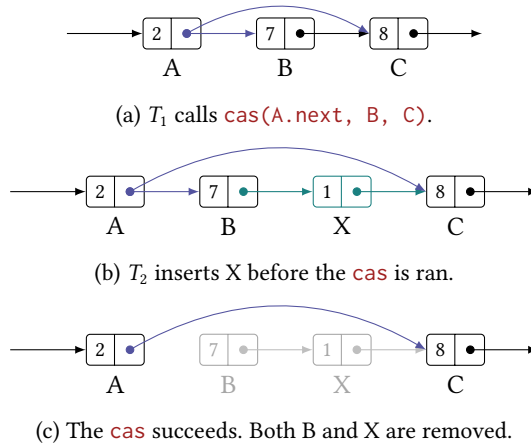 2 7 8
A B C
(a) T₁ calls cas(A.next, B, C).
2 7 1 8
A B X C
(b) T₂ inserts X before the cas is ran.
2 7 1 8
A B X C
(c) The cas succeeds. Both B and X are removed.